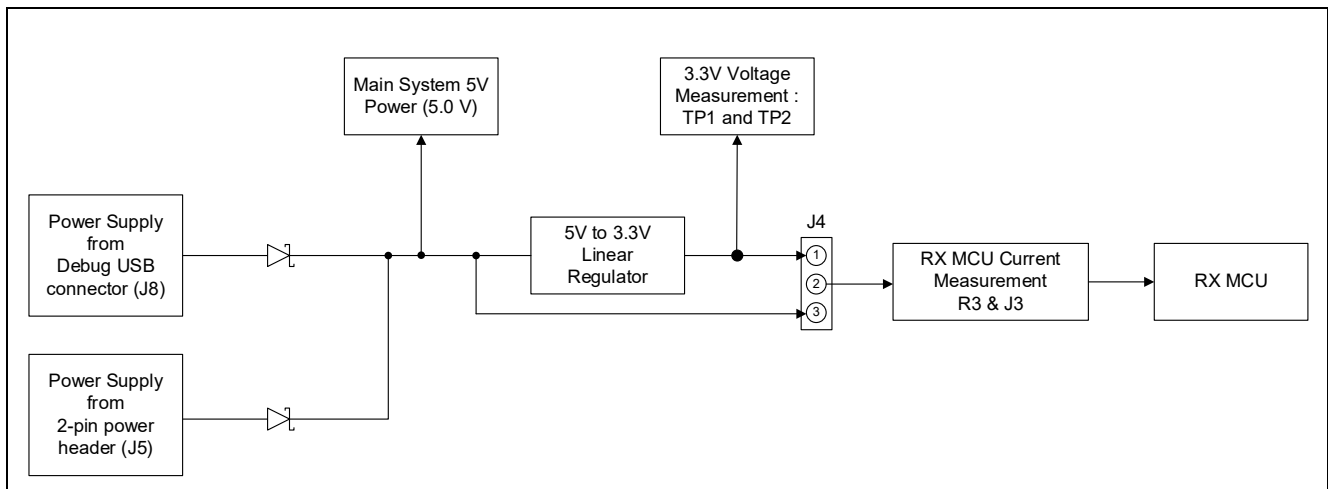 Main System 5V
Power (5.0 V)
3.3V Voltage
Measurement :
TP1 and TP2
Power Supply
from
Debug USB
connector (J8)
5V to 3.3V
Linear
Regulator
J4
1
2
3
RX MCU Current
Measurement
R3 & J3
RX MCU
Power Supply
from
2-pin power
header (J5)